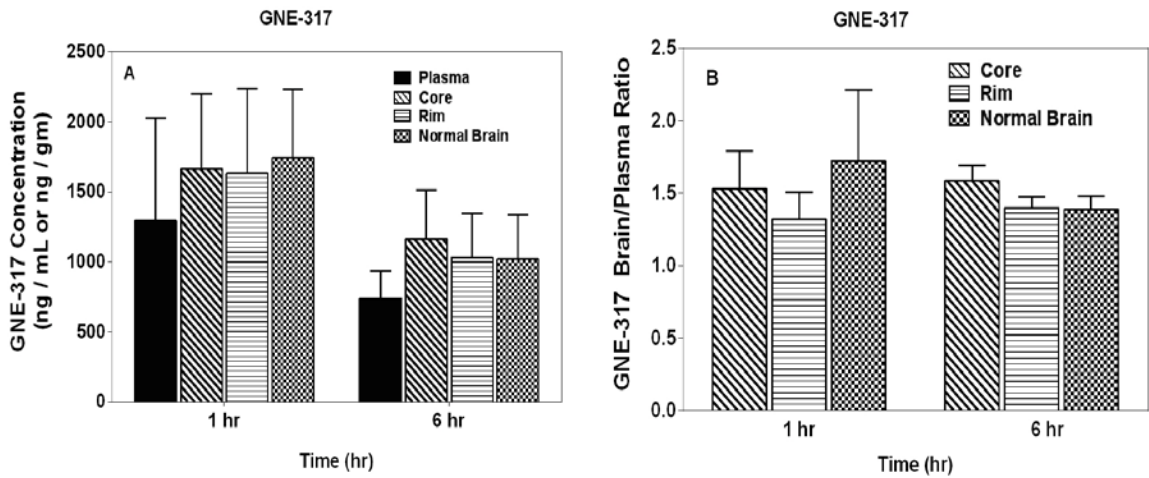 GNE-317
GNE-317 Concentration
(ng / mL or ng / gm)
2500
2000
1500
1000
500
0
A
Plasma
Core
Rim
Normal Brain
1 hr
6 hr
Time (hr)
GNE-317
GNE-317 Brain/Plasma Ratio
2.5
2.0
1.5
1.0
0.5
0.0
B
Core
Rim
Normal Brain
1 hr
6 hr
Time (hr)